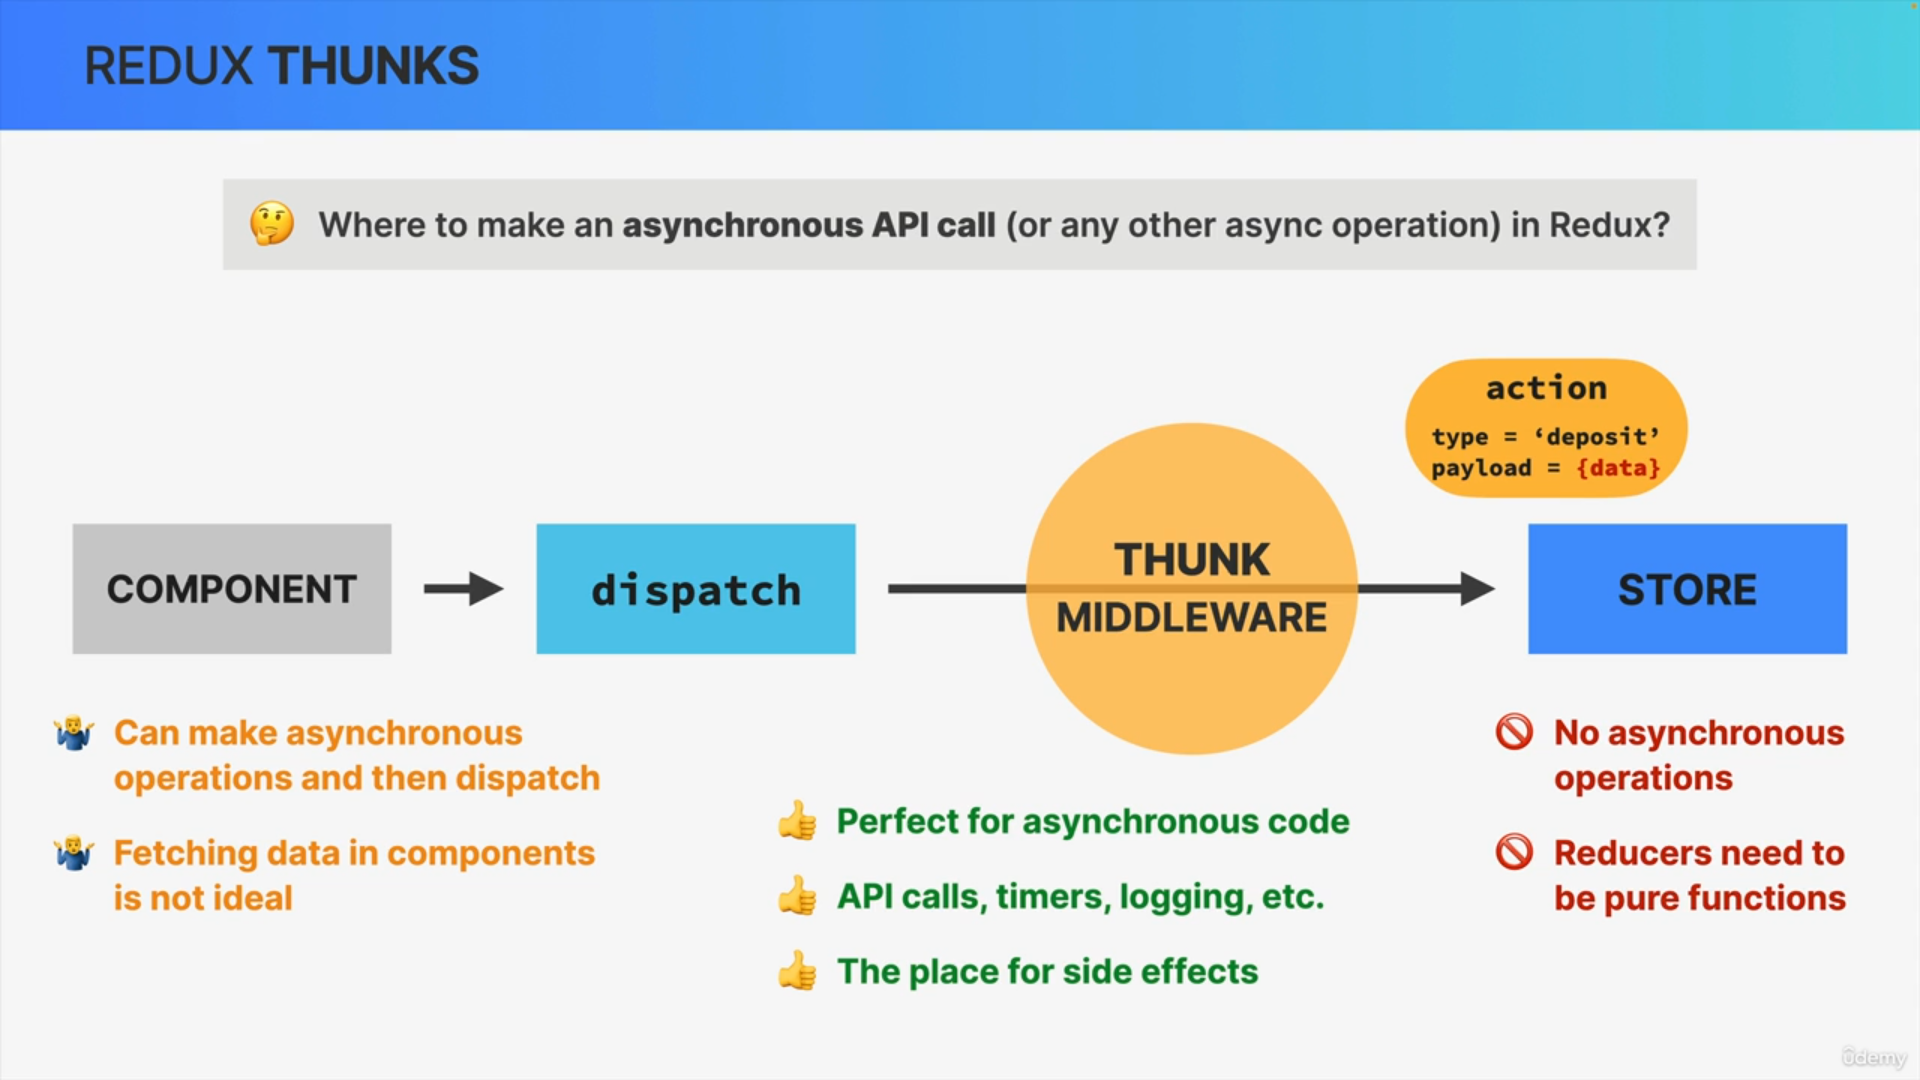 REDUX THUNKS
🤔 Where to make an asynchronous API call (or any other async operation) in Redux?
action
type = ‘deposit’
payload = {data}
COMPONENT
dispatch
THUNK
MIDDLEWARE
STORE
🤷‍♂️ Can make asynchronous
operations and then dispatch
🤷‍♂️ Fetching data in components
is not ideal
👍 Perfect for asynchronous code
👍 API calls, timers, logging, etc.
👍 The place for side effects
🚫 No asynchronous
operations
🚫 Reducers need to
be pure functions
ûdemy